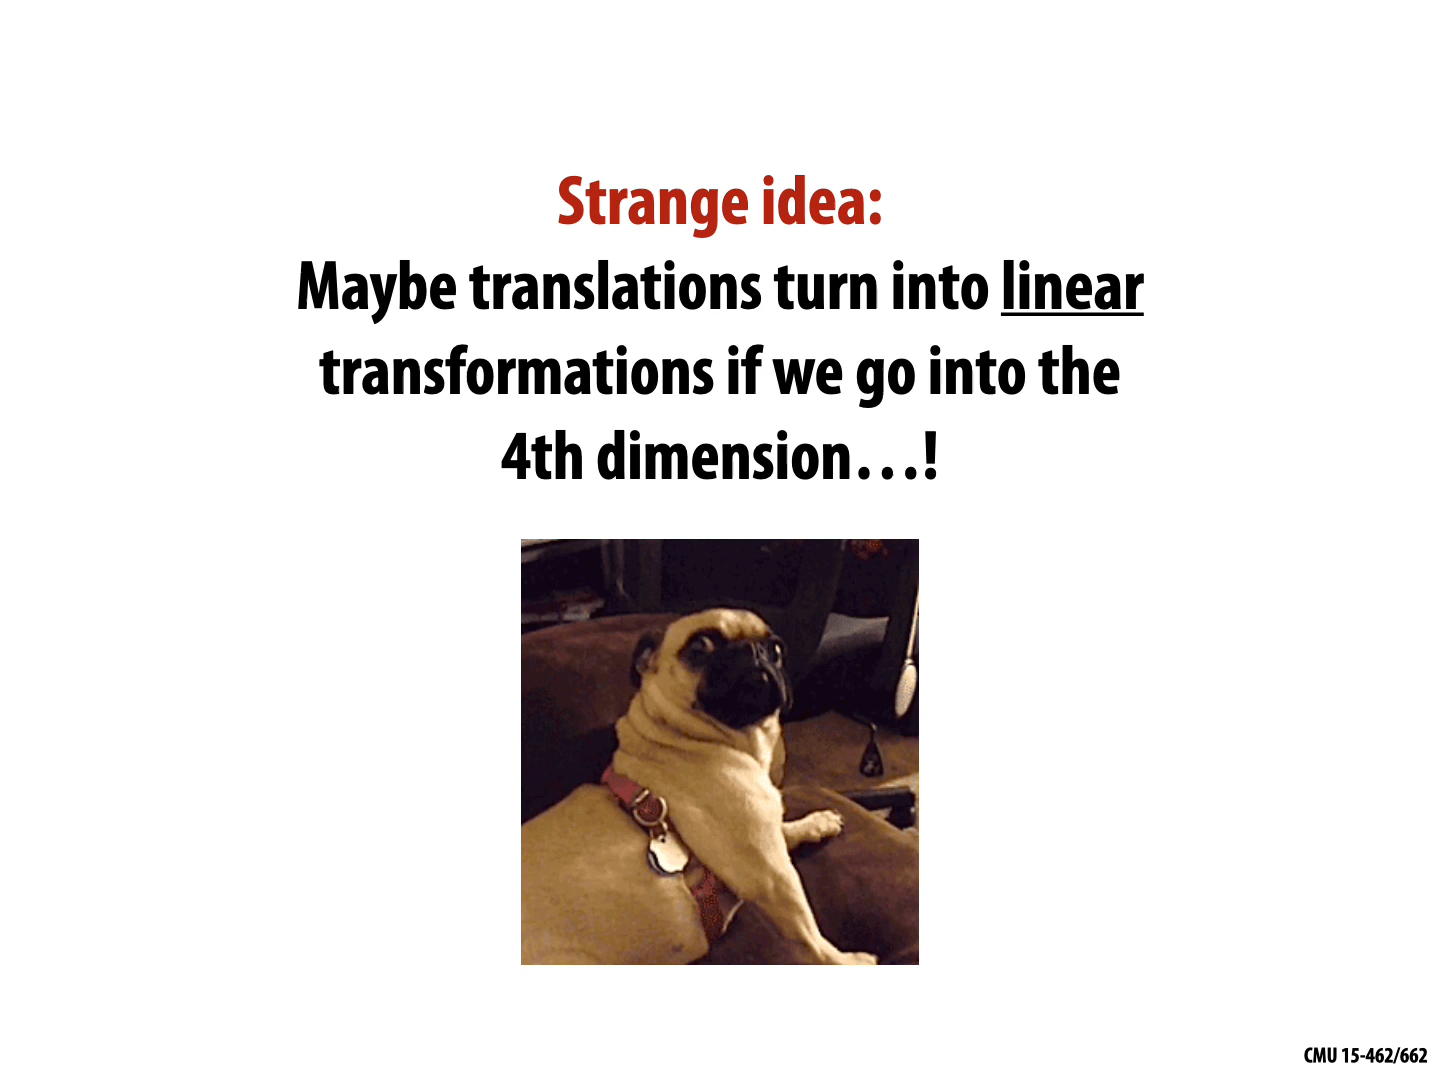 Strange idea:
Maybe translations turn into linear
transformations if we go into the
4th dimension…!
CMU 15-462/662